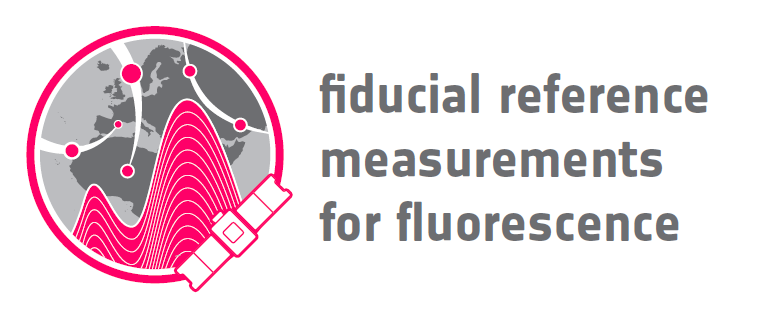 fiducial reference
measurements
for fluorescence